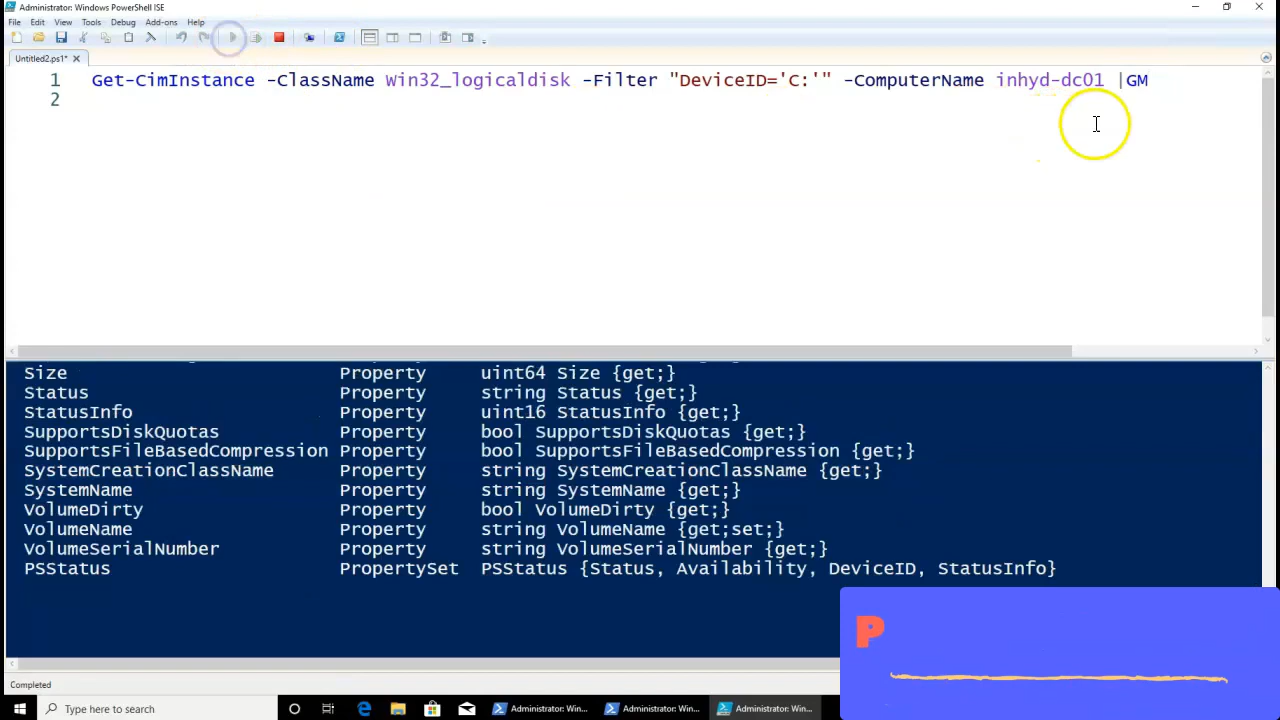 Administrator: Windows PowerShell ISE
File Edit View Tools Debug Add-ons Help
Untitled2.ps1*
1 Get-CimInstance -ClassName Win32_logicaldisk -Filter "DeviceID='C:'" -ComputerName inhyd-dc01 |GM
2
Size Property uint64 Size {get;}
Status Property string Status {get;}
StatusInfo Property uint16 StatusInfo {get;}
SupportsDiskQuotas Property bool SupportsDiskQuotas {get;}
SupportsFileBasedCompression Property bool SupportsFileBasedCompression {get;}
SystemCreationClassName Property string SystemCreationClassName {get;}
SystemName Property string SystemName {get;}
VolumeDirty Property bool VolumeDirty {get;}
VolumeName Property string VolumeName {get;set;}
VolumeSerialNumber Property string VolumeSerialNumber {get;}
PSStatus PropertySet PSStatus {Status, Availability, DeviceID, StatusInfo}
P
Completed
Type here to search
Administrator: Win...
Administrator: Win...
Administrator: Win...